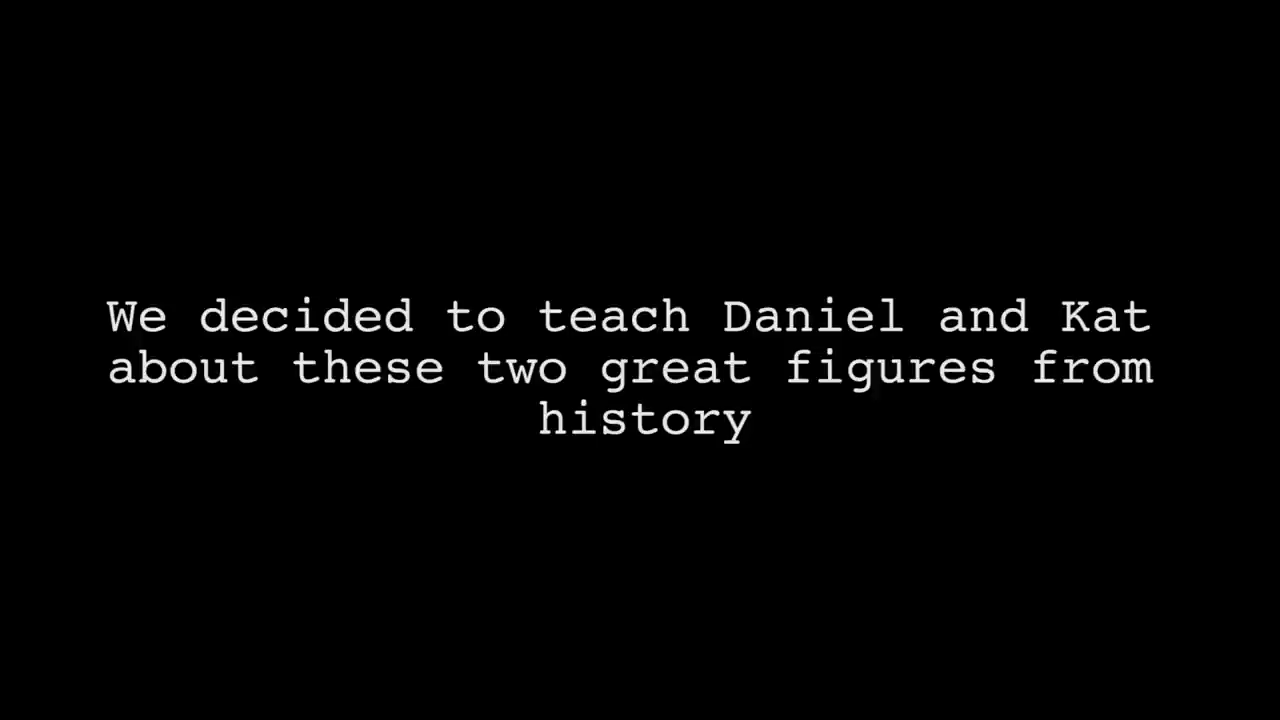 We decided to teach Daniel and Kat
about these two great figures from
history